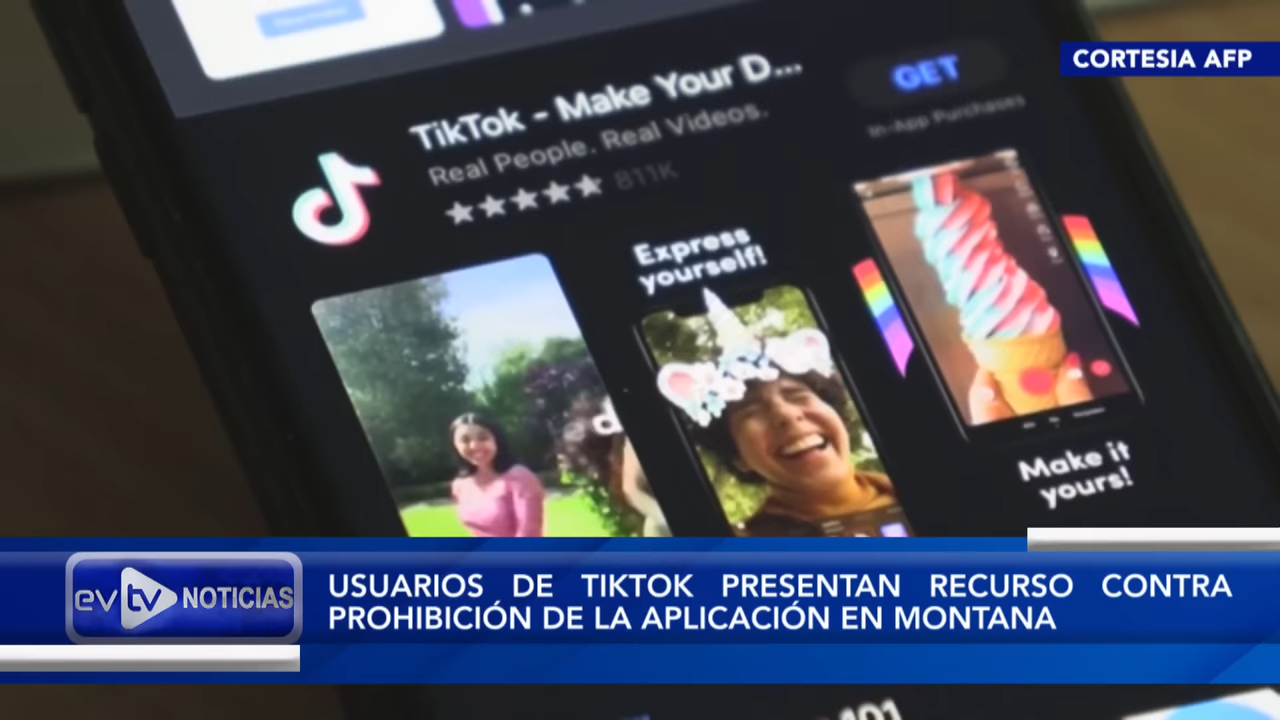 CORTESIA AFP
TikTok - Make Your D...
GET
Real People. Real Videos.
In-App Purchases
811K
Express
yourself!
Make it
yours!
evtv NOTICIAS
USUARIOS DE TIKTOK PRESENTAN RECURSO CONTRA
PROHIBICIÓN DE LA APLICACIÓN EN MONTANA